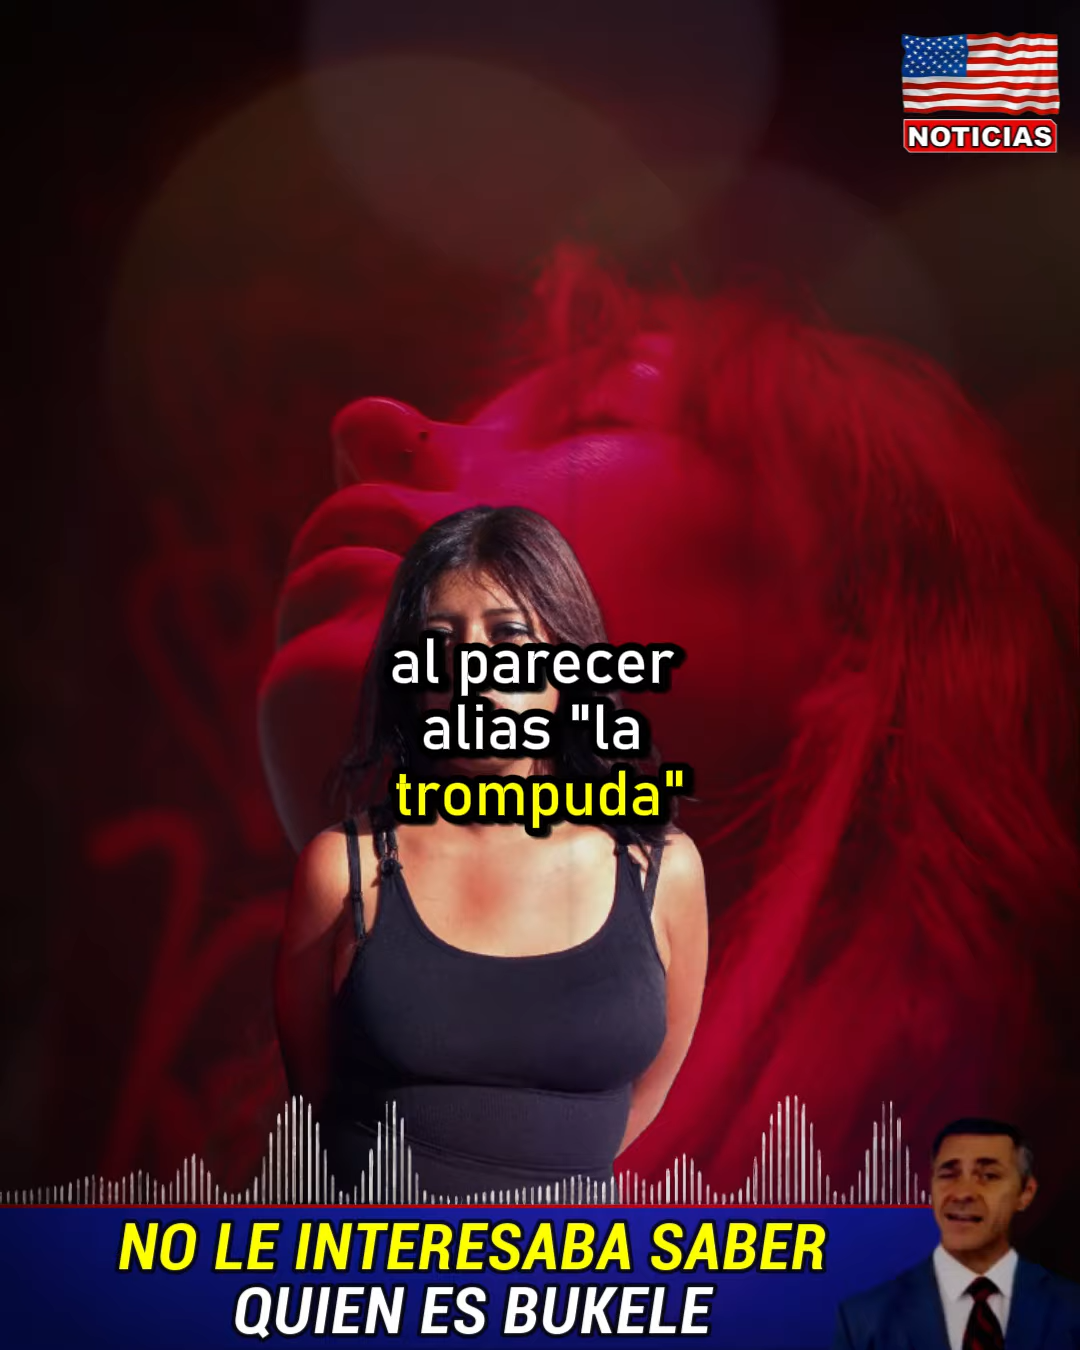 NOTICIAS
al parecer
alias "la
trompuda"
NO LE INTERESABA SABER
QUIEN ES BUKELE